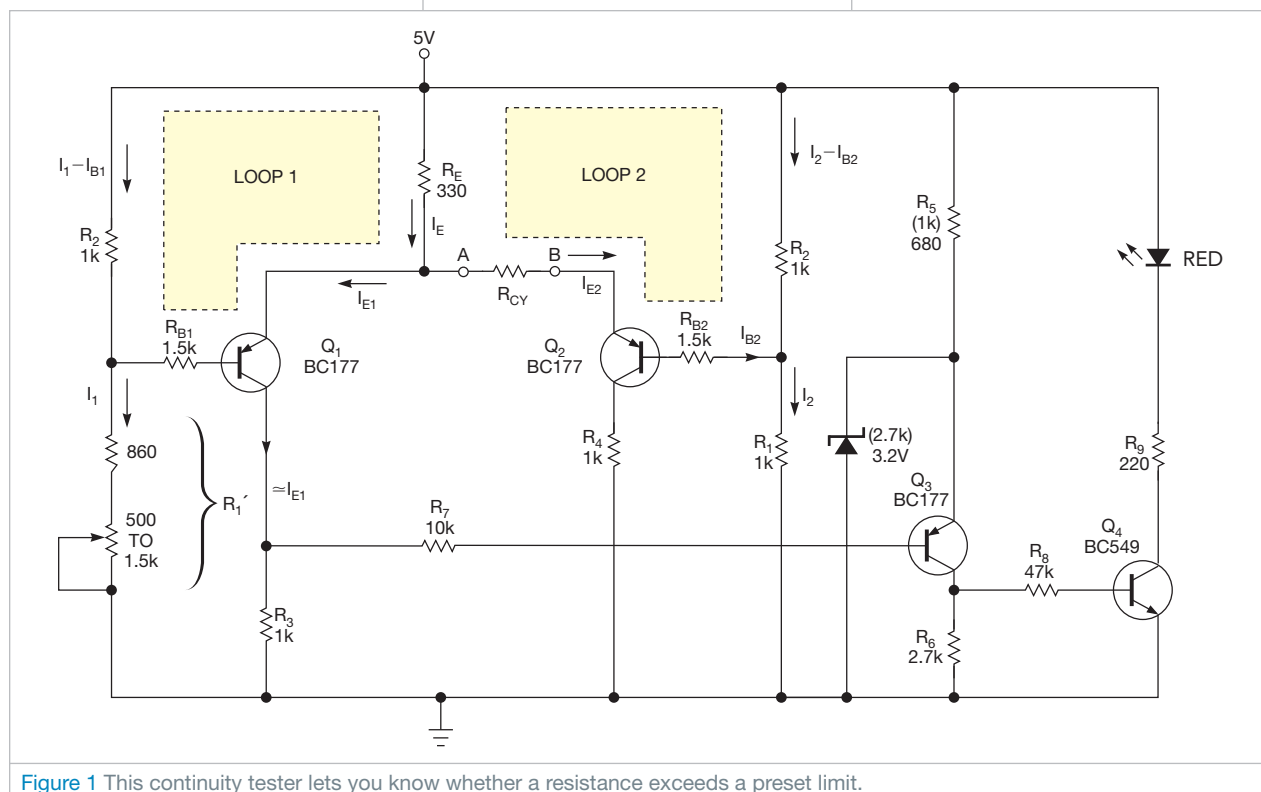 5V
I1−IB1
LOOP 1
RE
330
LOOP 2
I2−IB2
R5
(1k)
680
IE
R2
1k
A
B
R2
1k
RED
RCY
IE2
IE1
RB1
1.5k
Q1
BC177
Q2
BC177
RB2
1.5k
IB2
I1
I2
860
R4
1k
R1
1k
(2.7k)
3.2V
R9
220
≃IE1
R1′
Q3
BC177
500
TO
1.5k
R7
10k
Q4
BC549
R8
47k
R3
1k
R6
2.7k
Figure 1 This continuity tester lets you know whether a resistance exceeds a preset limit.